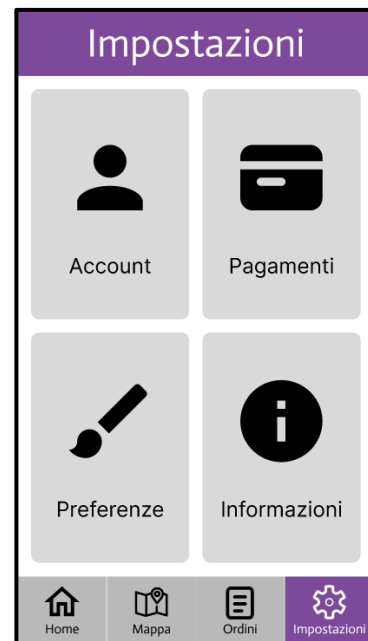 Impostazioni
Account
Pagamenti
Preferenze
Informazioni
Home
Mappa
Ordini
Impostazioni